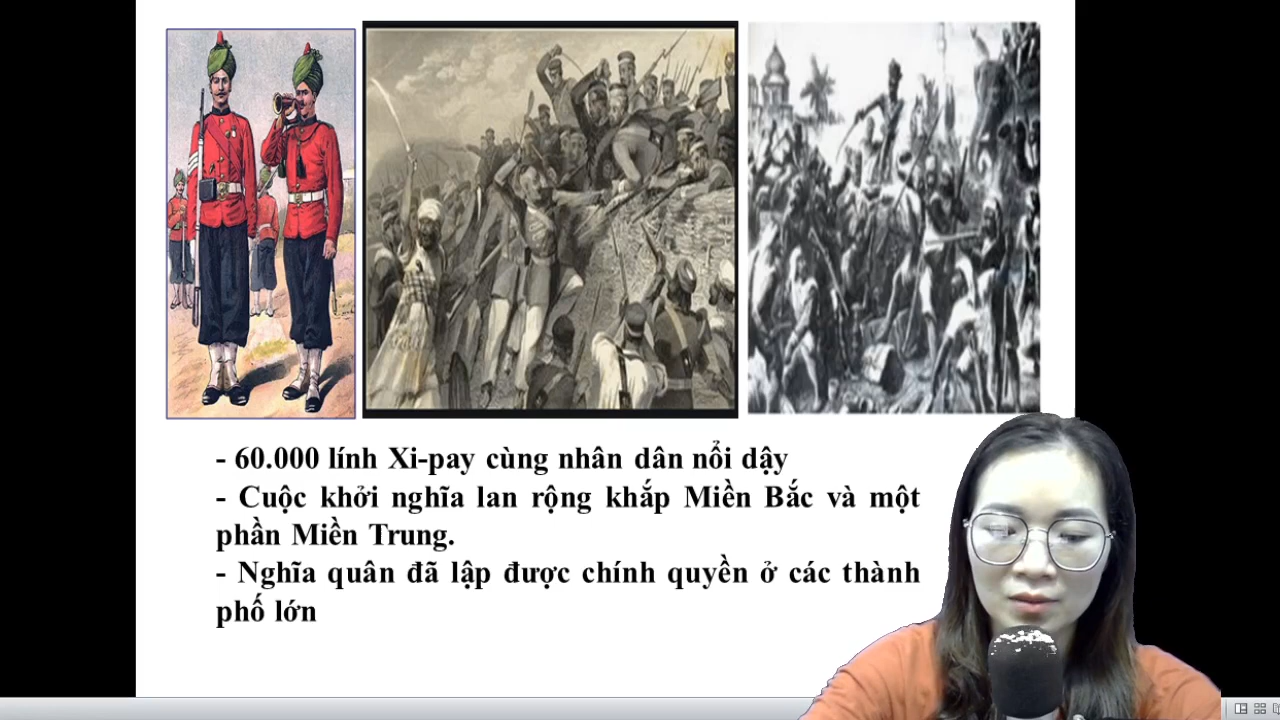 - 60.000 lính Xi-pay cùng nhân dân nổi dậy
- Cuộc khởi nghĩa lan rộng khắp Miền Bắc và một
phần Miền Trung.
- Nghĩa quân đã lập được chính quyền ở các thành
phố lớn